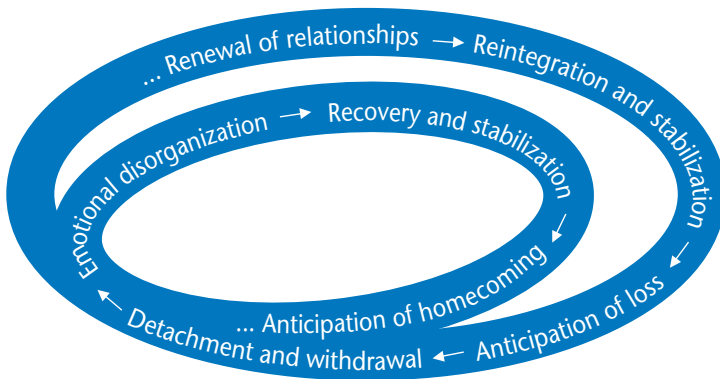 ... Renewal of relationships → Reintegration and stabilization
→ Anticipation of loss
← Detachment and withdrawal
← Emotional disorganization → Recovery and stabilization
→ ... Anticipation of homecoming